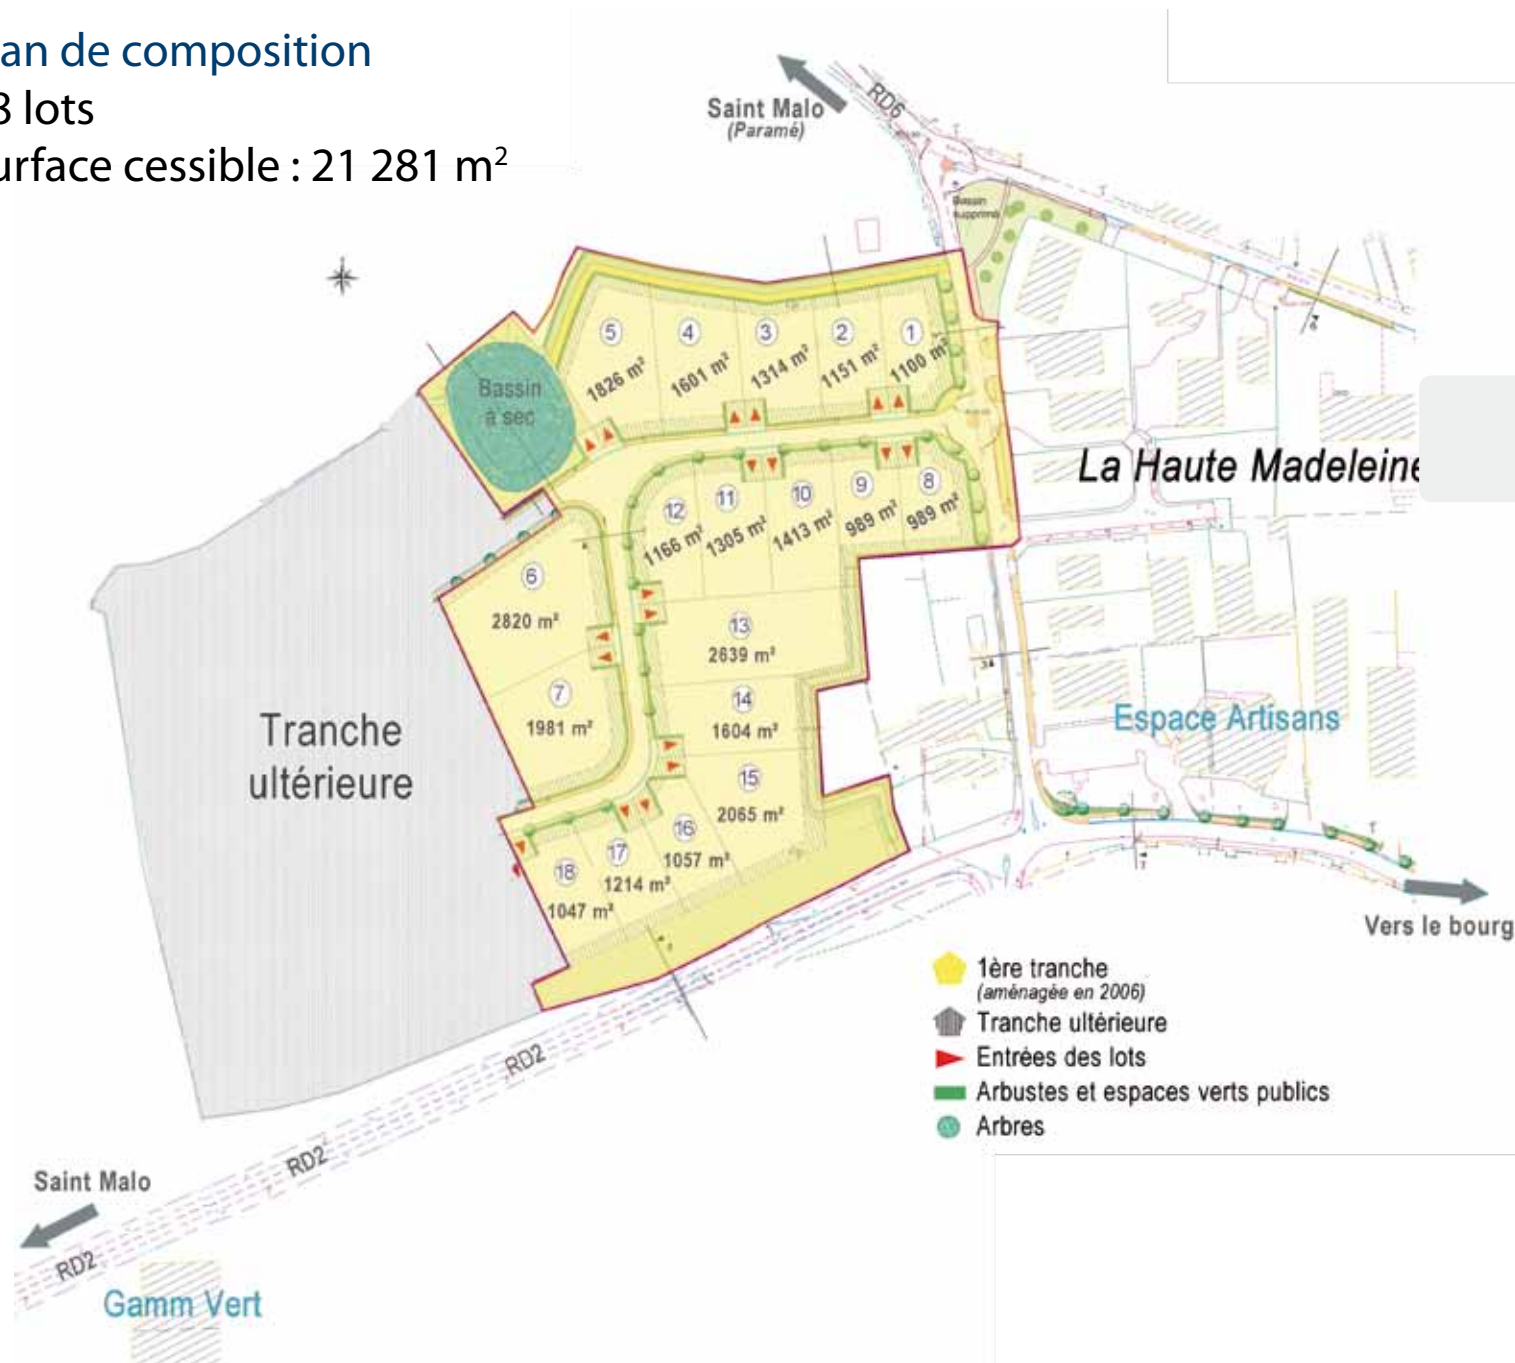 an de composition
8 lots
urface cessible : 21 281 m²
Saint Malo
(Paramé)
RD6
Bassin
supprimé
Bassin
à sec
5
1826 m²
4
1601 m²
3
1314 m²
2
1151 m²
1
1100 m²
12
1166 m²
11
1305 m²
10
1413 m²
9
989 m²
8
989 m²
La Haute Madeleine
6
2820 m²
13
2639 m²
7
1981 m²
14
1604 m²
Espace Artisans
Tranche
ultérieure
15
2065 m²
16
1057 m²
17
1214 m²
18
1047 m²
Vers le bourg
1ère tranche
(aménagée en 2006)
Tranche ultérieure
Entrées des lots
Arbustes et espaces verts publics
Arbres
RD2
RD2
Saint Malo
RD2
Gamm Vert